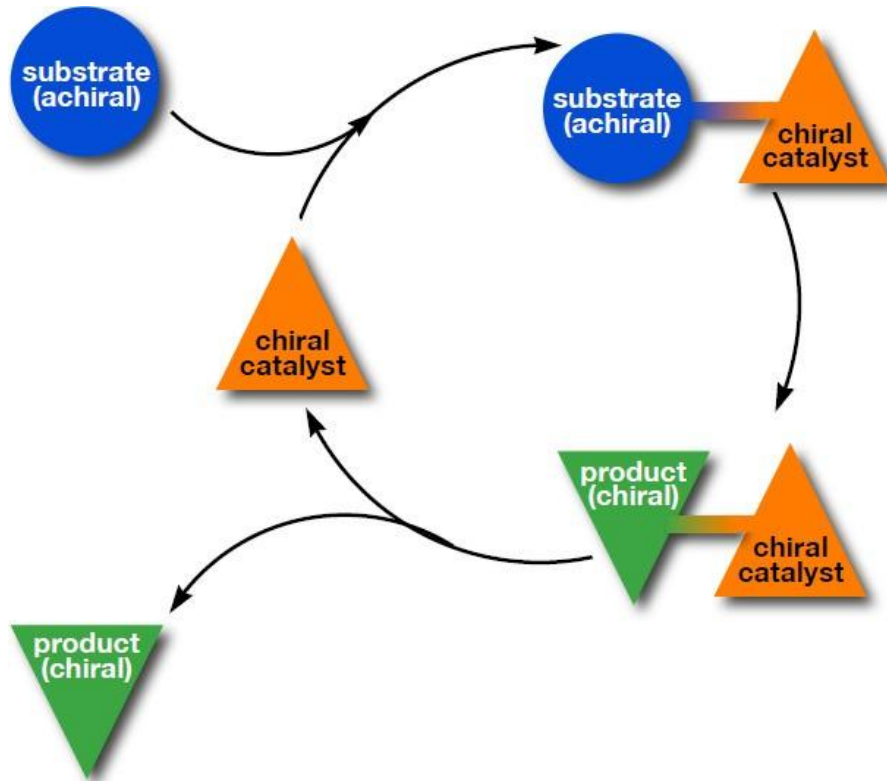 substrate
(achiral)
substrate
(achiral)
chiral
catalyst
chiral
catalyst
product
(chiral)
chiral
catalyst
product
(chiral)